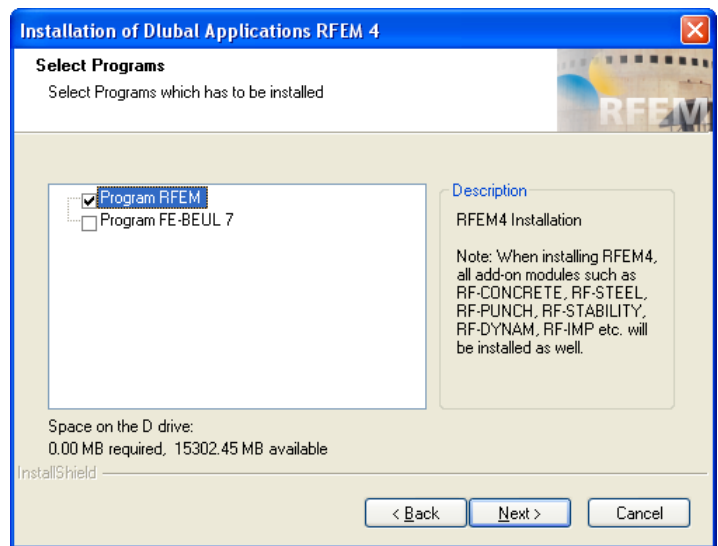 Installation of Dlubal Applications RFEM 4
Select Programs
Select Programs which has to be installed
RFEM
Program RFEM
Program FE-BEUL 7
Description
RFEM4 Installation
Note: When installing RFEM4,
all add-on modules such as
RF-CONCRETE, RF-STEEL,
RF-PUNCH, RF-STABILITY,
RF-DYNAM, RF-IMP etc. will
be installed as well.
Space on the D drive:
0.00 MB required, 15302.45 MB available
InstallShield
< Back
Next >
Cancel